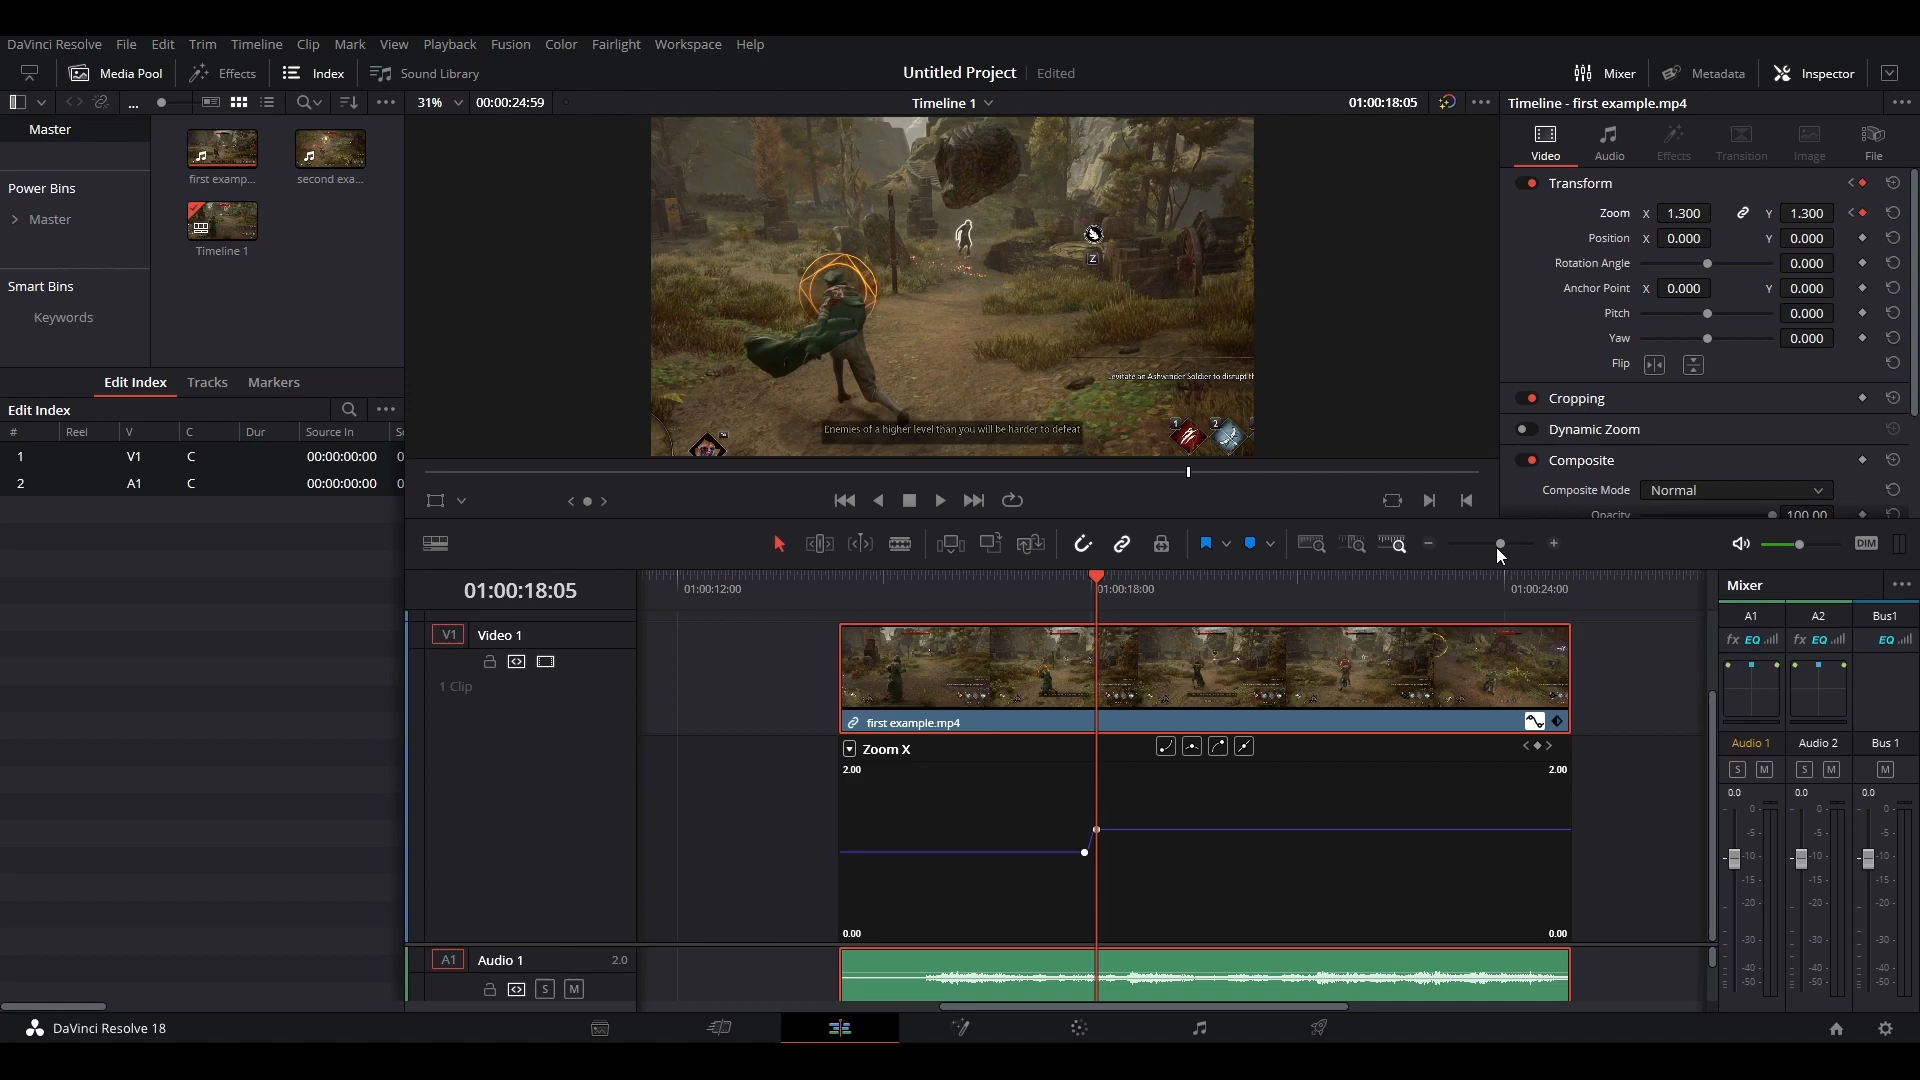 DaVinci Resolve File Edit Trim Timeline Clip Mark View Playback Fusion Color Fairlight Workspace Help
Media Pool Effects Index Sound Library Untitled Project Edited Mixer Metadata Inspector
... 31% 00:00:24:59 Timeline 1 01:00:18:05 Timeline - first example.mp4
Master
first examp...
second exa...
Power Bins
Master
Timeline 1
Smart Bins
Keywords
Z
Enemies of a higher level than you will be harder to defeat
1 2
Video Audio Effects Transition Image File
Transform
Zoom X 1.300 Y 1.300
Position X 0.000 Y 0.000
Rotation Angle 0.000
Anchor Point X 0.000 Y 0.000
Pitch 0.000
Yaw 0.000
Flip
Cropping
Dynamic Zoom
Composite
Composite Mode Normal
Opacity 100.00
Edit Index Tracks Markers
Edit Index
# Reel V C Dur Source In
1 V1 C 00:00:00:00 0
2 A1 C 00:00:00:00 0
DIM
01:00:18:05
01:00:12:00 01:00:18:00 01:00:24:00
V1 Video 1
1 Clip
first example.mp4
Zoom X
2.00 2.00
0.00 0.00
A1 Audio 1 2.0
S M
Mixer
A1 A2 Bus1
fx EQ fx EQ EQ
Audio 1 Audio 2 Bus 1
S M S M M
0.0 0.0 0.0
0 0 0
-5 -5 -5
-10 -10 -10
-15 -15 -15
-20 -20 -20
-30 -30 -30
-40 -40 -40
-50 -50 -50
DaVinci Resolve 18